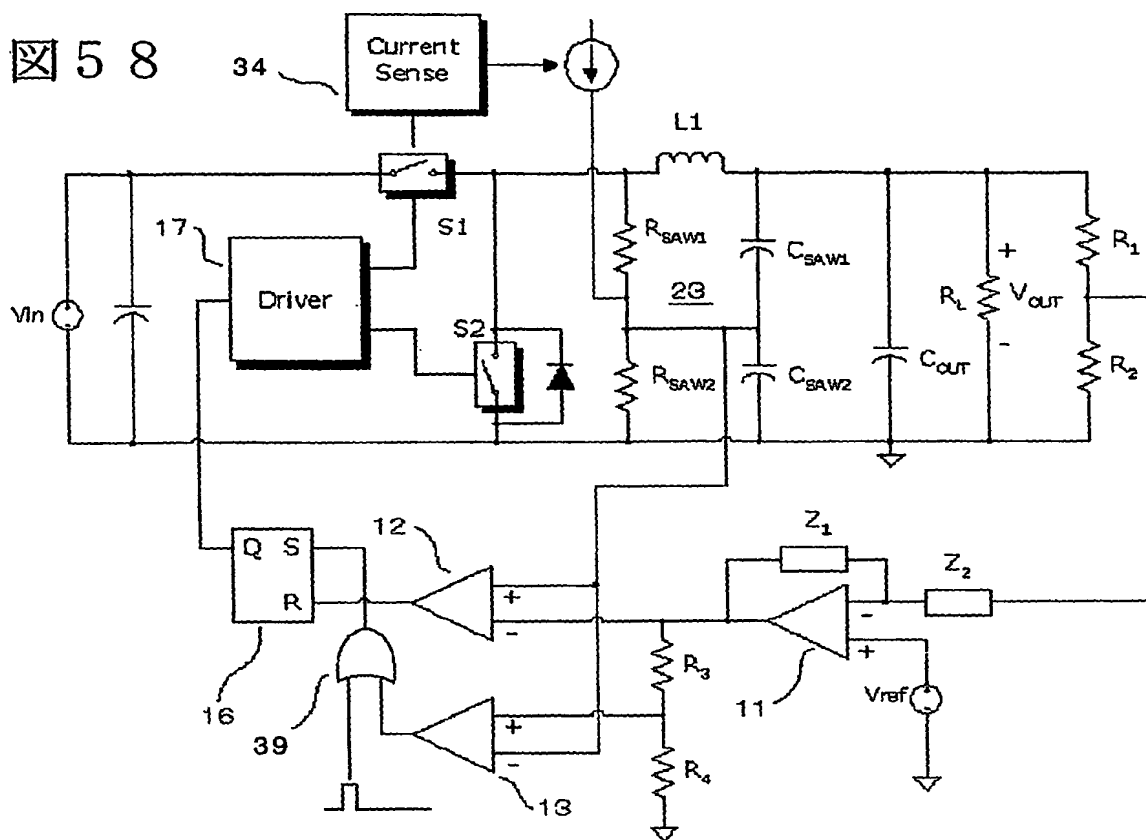 図58
34
Current
Sense
L1
17
S1
RSAW1
CSAW1
R1
Vin
Driver
23
+
RL
VOUT
-
S2
RSAW2
CSAW2
COUT
R2
12
Z1
Q
S
R
+
-
Z2
-
+
11
Vref
R3
16
39
+
-
13
R4